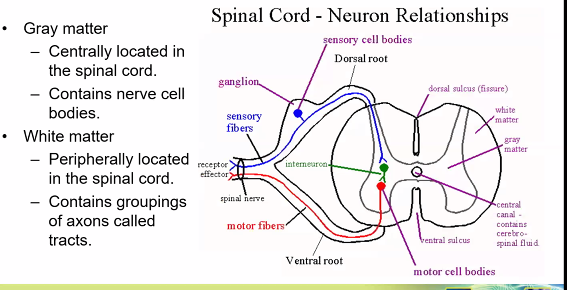 Spinal Cord - Neuron Relationships
• Gray matter
– Centrally located in
the spinal cord.
– Contains nerve cell
bodies.
• White matter
– Peripherally located
in the spinal cord.
– Contains groupings
of axons called
tracts.
sensory cell bodies
Dorsal root
ganglion
dorsal sulcus (fissure)
sensory
fibers
white
matter
gray
matter
receptor
effector
interneuron
spinal nerve
motor fibers
central
canal -
contains
cerebro-
spinal fluid
ventral sulcus
Ventral root
motor cell bodies